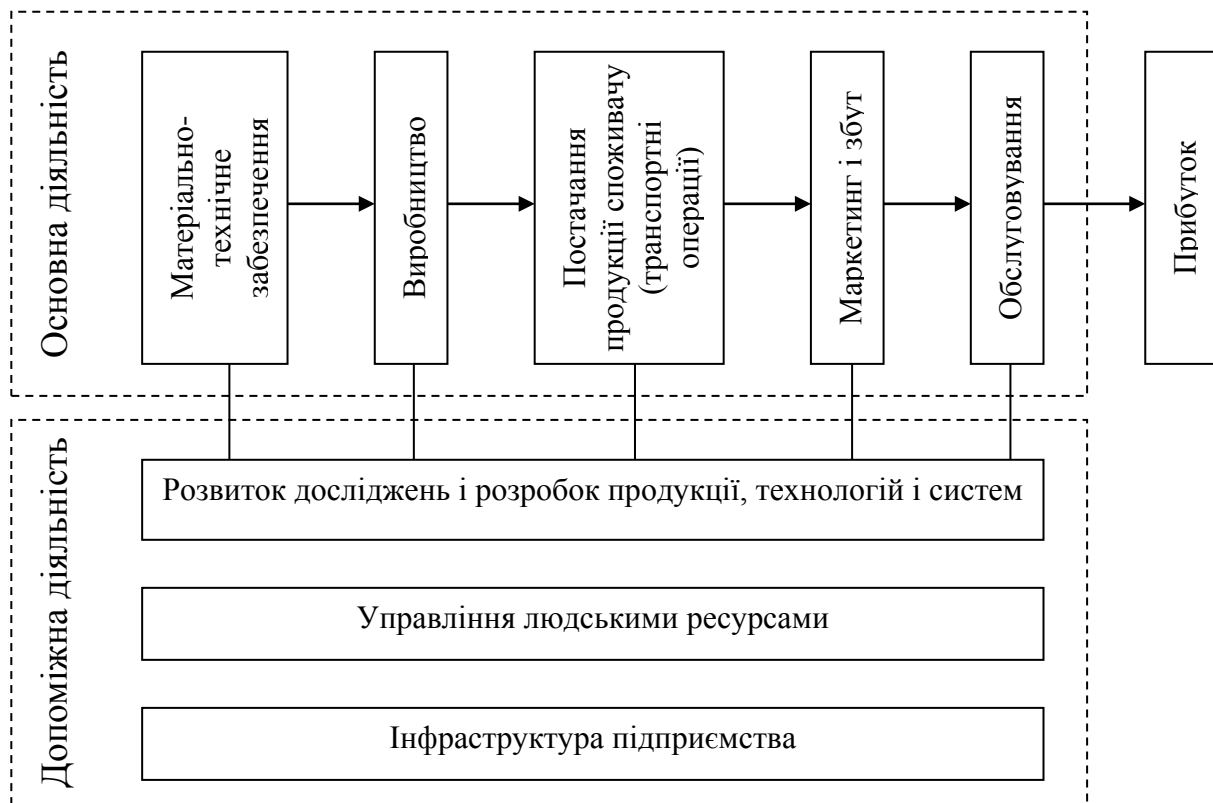 Основна діяльність
Матеріально-
технічне
забезпечення
Виробництво
Постачання
продукції споживачу
(транспортні
операції)
Маркетинг і збут
Обслуговування
Прибуток
Допоміжна діяльність
Розвиток досліджень і розробок продукції, технологій і систем
Управління людськими ресурсами
Інфраструктура підприємства